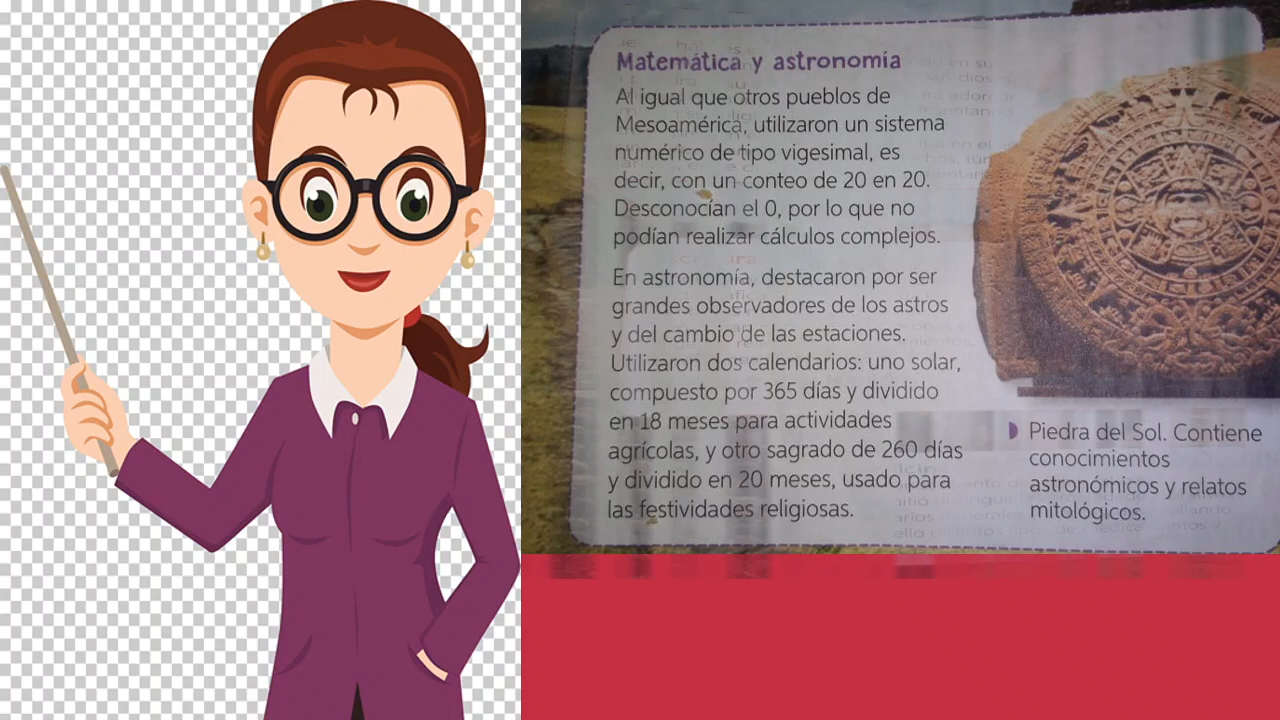 Matemática y astronomía
Al igual que otros pueblos de
Mesoamérica, utilizaron un sistema
numérico de tipo vigesimal, es
decir, con un conteo de 20 en 20.
Desconocían el 0, por lo que no
podían realizar cálculos complejos.
En astronomía, destacaron por ser
grandes observadores de los astros
y del cambio de las estaciones.
Utilizaron dos calendarios: uno solar,
compuesto por 365 días y dividido
en 18 meses para actividades
agrícolas, y otro sagrado de 260 días
y dividido en 20 meses, usado para
las festividades religiosas.
Piedra del Sol. Contiene
conocimientos
astronómicos y relatos
mitológicos.